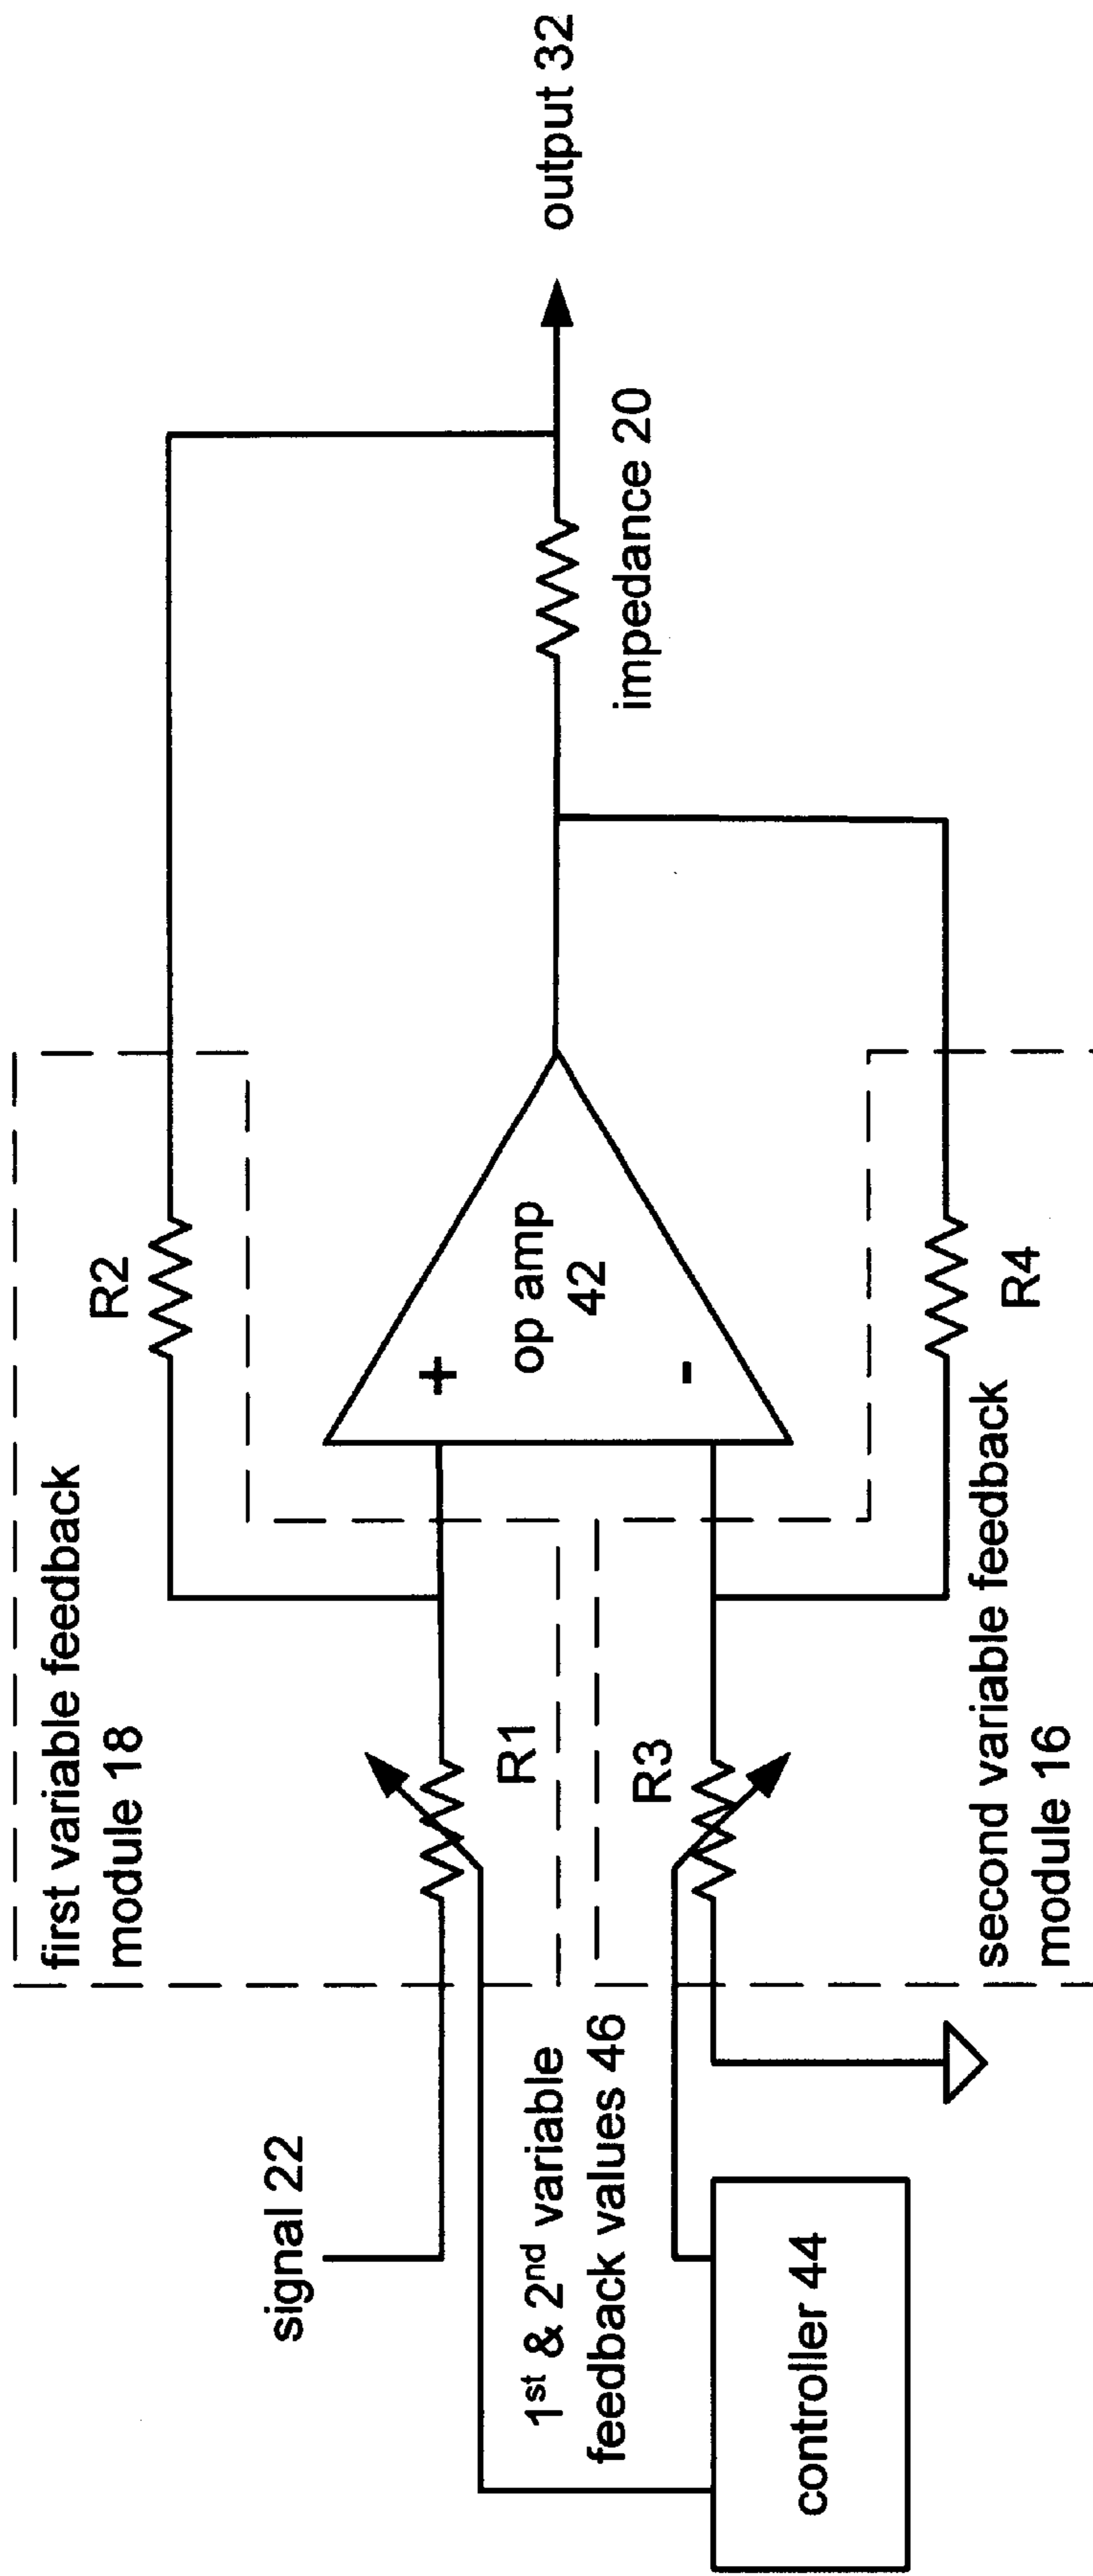 first variable feedback
module 18
R2
signal 22
R1
+
op amp
42
-
output 32
impedance 20
1st & 2nd variable
feedback values 46
R3
R4
controller 44
second variable feedback
module 16